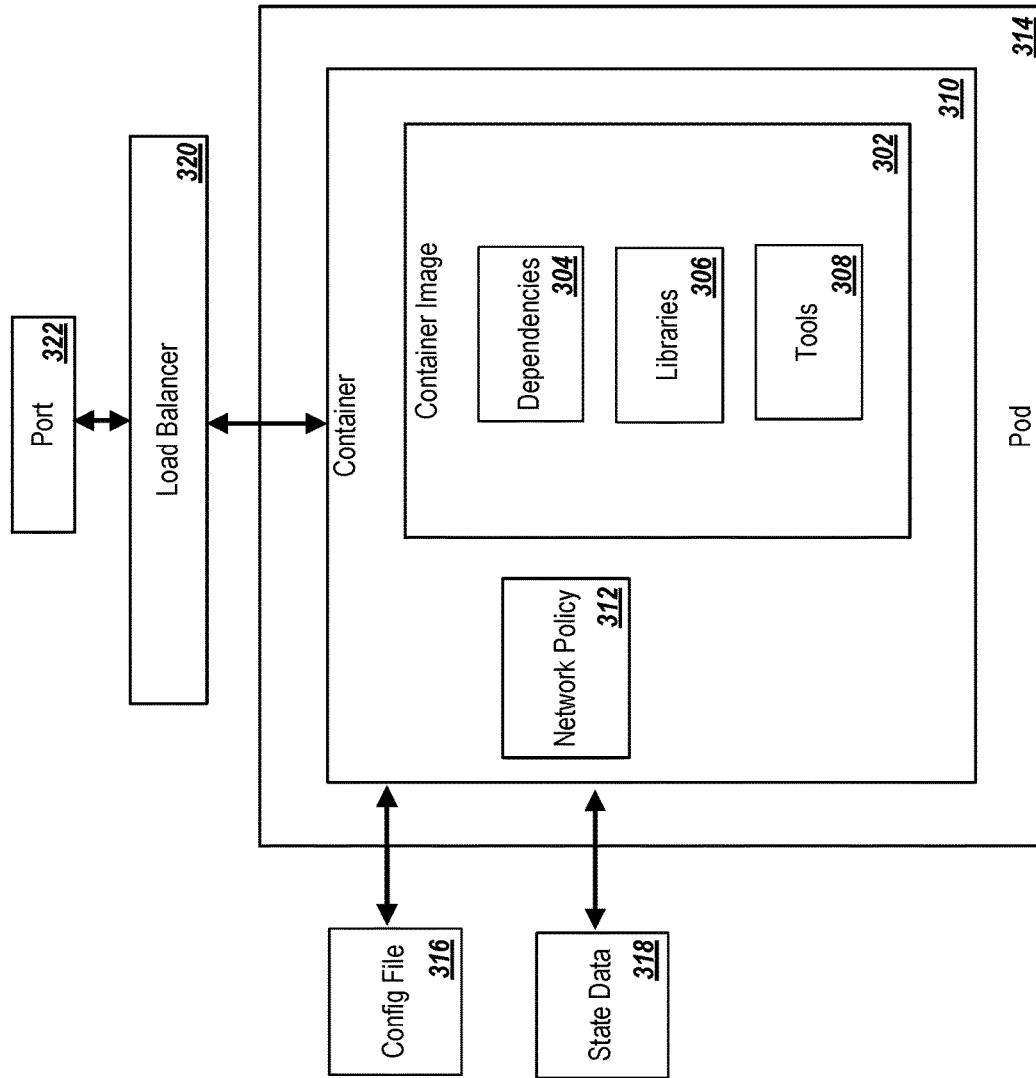 Port
322
Load Balancer
320
Container
Container Image
Dependencies
304
Libraries
306
Tools
308
302
Network Policy
312
310
Pod
314
Config File
316
State Data
318